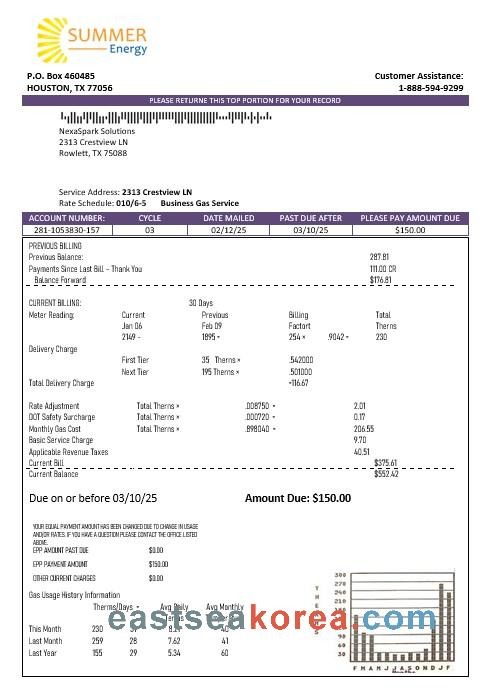 SUMMER
Energy
P.O. Box 460485 Customer Assistance:
HOUSTON, TX 77056 1-888-594-9299
PLEASE RETURNE THIS TOP PORTION FOR YOUR RECORD
NexaSpark Solutions
2313 Crestview LN
Rowlett, TX 75088
Service Address: 2313 Crestview LN
Rate Schedule: 010/6-5 Business Gas Service
ACCOUNT NUMBER: CYCLE DATE MAILED PAST DUE AFTER PLEASE PAY AMOUNT DUE
281-1053830-157 03 02/12/25 03/10/25 $150.00
PREVIOUS BILLING
Previous Balance: 287.81
Payments Since Last Bill – Thank You 111.00 CR
Balance Forward $176.81
CURRENT BILLING: 30 Days
Meter Reading: Current Previous Billing Total
Jan 06 Feb 09 Factort Therns
2149 - 1895 = 254 × .9042 = 230
Delivery Charge
First Tier 35 Therns × .542000
Next Tier 195 Therns × .501000
Total Delivery Charge =116.67
Rate Adjustment Total Therns × .008750 = 2.01
DOT Safety Surcharge Total Therns × .000720 = 0.17
Monthly Gas Cost Total Therns × .898040 = 206.55
Basic Service Charge 9.70
Applicable Revenue Taxes 40.51
Current Bill $375.61
Current Balance $552.42
Due on or before 03/10/25 Amount Due: $150.00
YOUR EQUAL PAYMENT AMOUNT HAS BEEN CHANGED DUE TO CHANGE IN USAGE
AND/OR RATES. IF YOU HAVE A QUESTION PLEASE CONTACT THE OFFICE LISTED
ABOVE.
EPP AMOUNT PAST DUE $0.00
EPP PAYMENT AMOUNT $150.00
OTHER CURRENT CHARGES $0.00
Gas Usage History Information
Therms/Days Avg Daily Avg Monthly
eastseakorea.com
This Month 230
Last Month 259 28 7.62 41
Last Year 155 29 5.34 60
300
270
240
210
90
60
30
F M A M J J A S O N D J F
Months